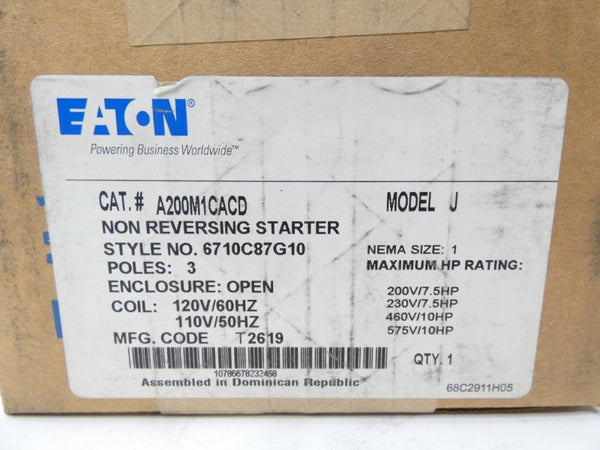 EATON®
Powering Business Worldwide™
CAT. # A200M1CACD MODEL J
NON REVERSING STARTER
STYLE NO. 6710C87G10 NEMA SIZE: 1
POLES: 3 MAXIMUM HP RATING:
ENCLOSURE: OPEN 200V/7.5HP
COIL: 120V/60HZ 230V/7.5HP
110V/50HZ 460V/10HP
MFG. CODE T2619 575V/10HP
QTY. 1
10786678232468
Assembled in Dominican Republic 68C2911H05